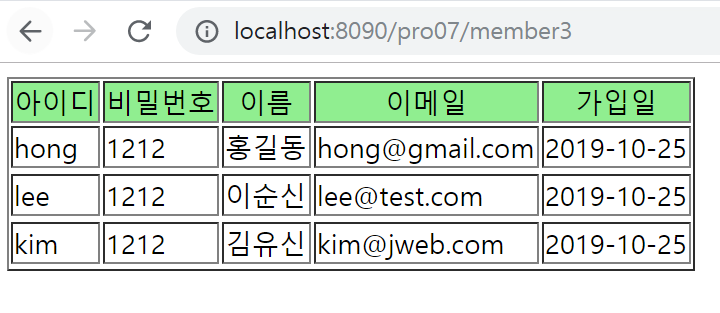 localhost:8090/pro07/member3
아이디 비밀번호 이름 이메일 가입일
hong 1212 홍길동 hong@gmail.com 2019-10-25
lee 1212 이순신 lee@test.com 2019-10-25
kim 1212 김유신 kim@jweb.com 2019-10-25